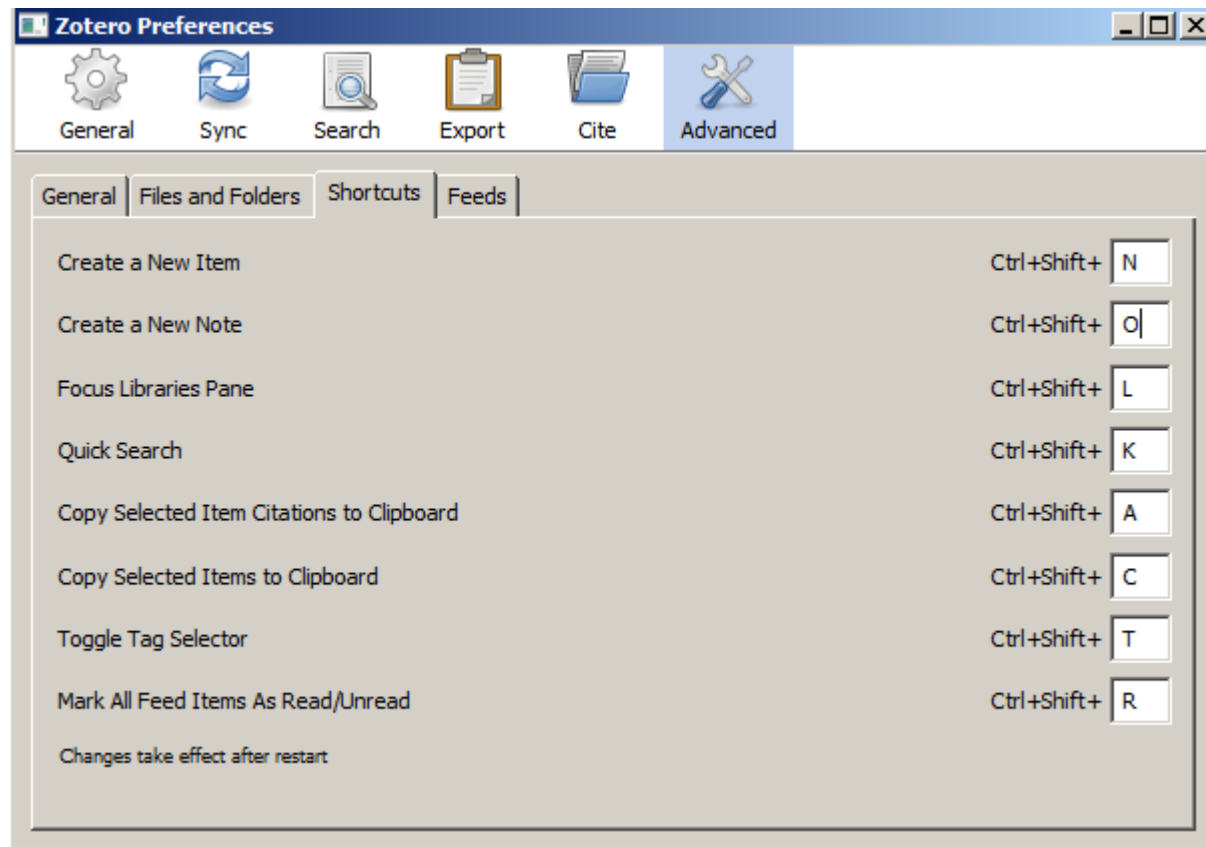 Zotero Preferences
General Sync Search Export Cite Advanced
General Files and Folders Shortcuts Feeds
Create a New Item Ctrl+Shift+ N
Create a New Note Ctrl+Shift+ O
Focus Libraries Pane Ctrl+Shift+ L
Quick Search Ctrl+Shift+ K
Copy Selected Item Citations to Clipboard Ctrl+Shift+ A
Copy Selected Items to Clipboard Ctrl+Shift+ C
Toggle Tag Selector Ctrl+Shift+ T
Mark All Feed Items As Read/Unread Ctrl+Shift+ R
Changes take effect after restart